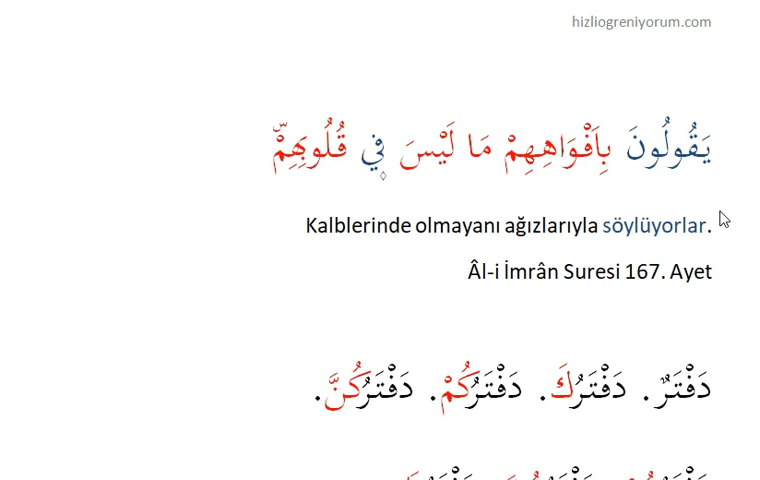 hizliogreniyorum.com
يَقُولُونَ بِاَفْوَاهِهِمْ مَا لَيْسَ فٖي قُلُوبِهِمْ
Kalblerinde olmayanı ağızlarıyla söylüyorlar.
Âl-i İmrân Suresi 167. Ayet
دَفْتَرٌ . دَفْتَرُكَ . دَفْتَرُكُمْ . دَفْتَرُكُنَّ .